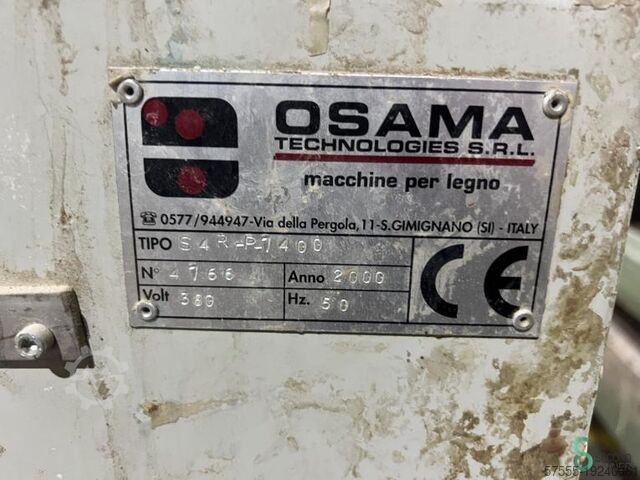 OSAMA
TECHNOLOGIES S.R.L.
macchine per legno
☎ 0577/944947-Via della Pergola,11-S.GIMIGNANO (SI) - ITALY
TIPO S4R-P-1400
N° 4766 Anno 2000
Volt 380 Hz. 50
CE